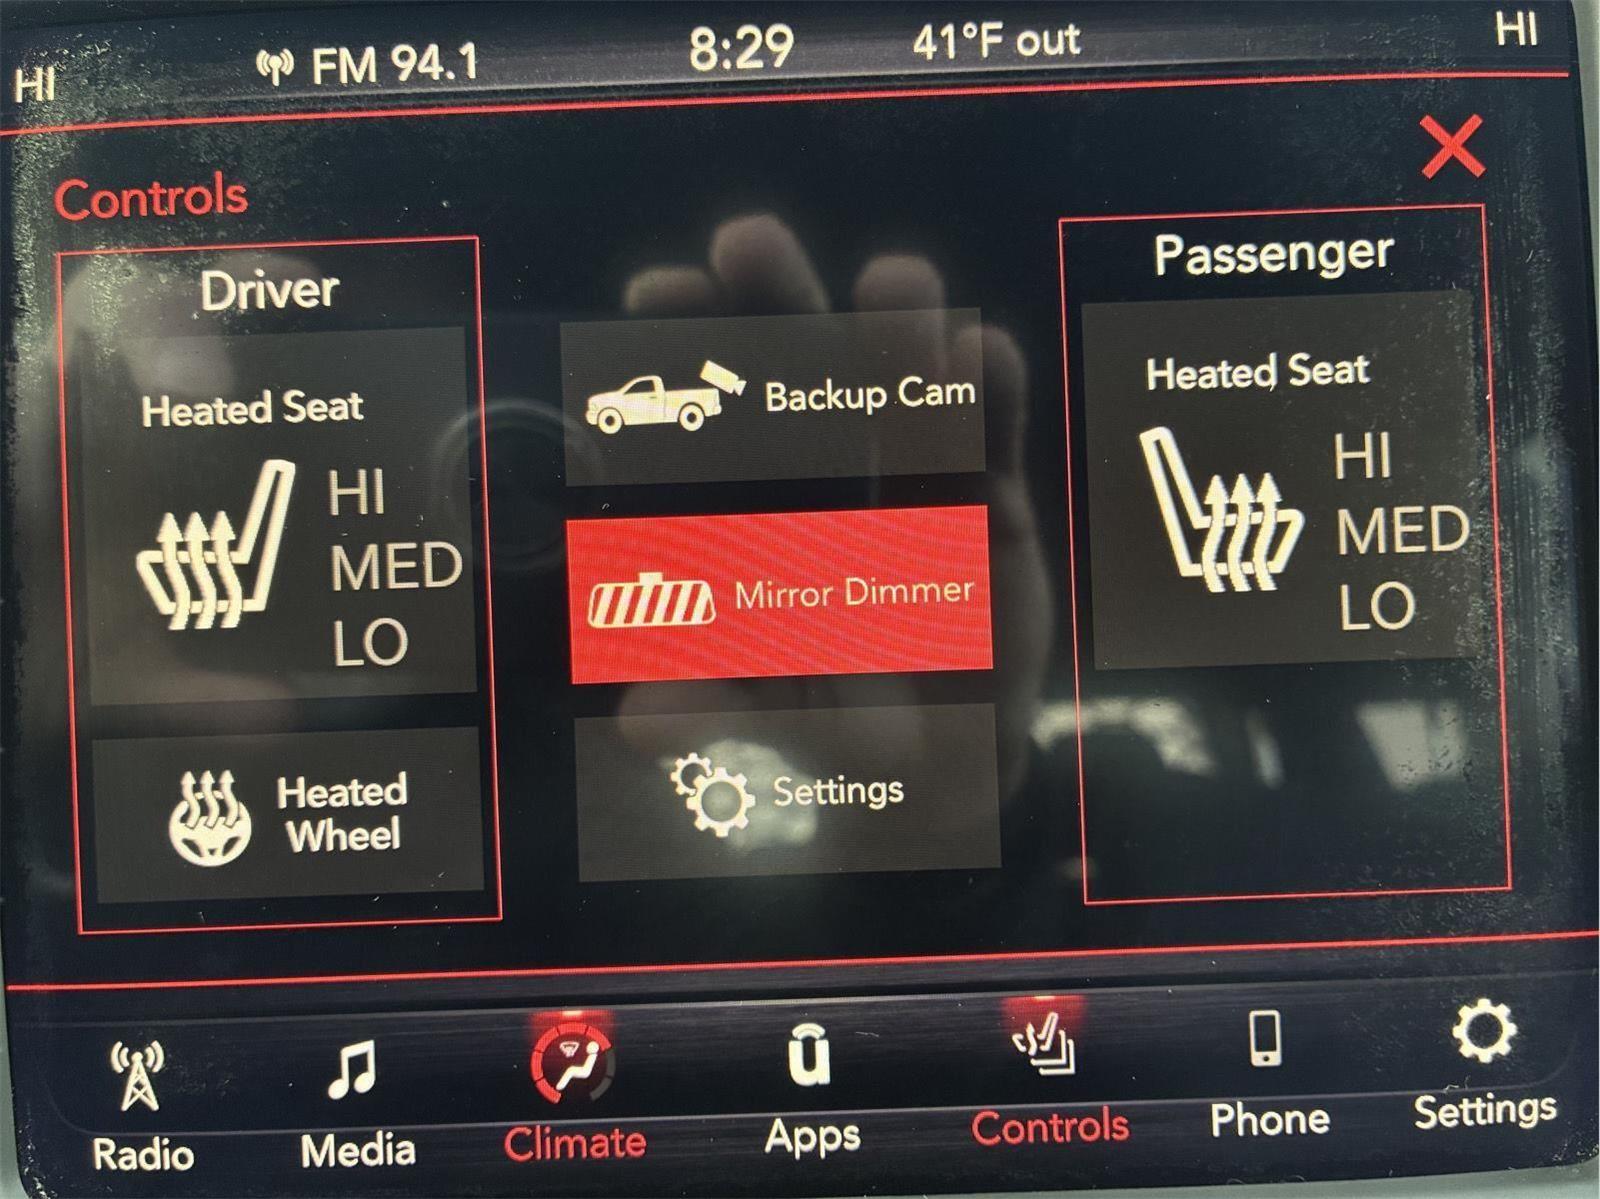 HI
FM 94.1
8:29
41°F out
HI
Controls
Driver
Heated Seat
HI
MED
LO
Heated
Wheel
Backup Cam
Mirror Dimmer
Settings
Passenger
Heated Seat
HI
MED
LO
Radio
Media
Climate
Apps
Controls
Phone
Settings